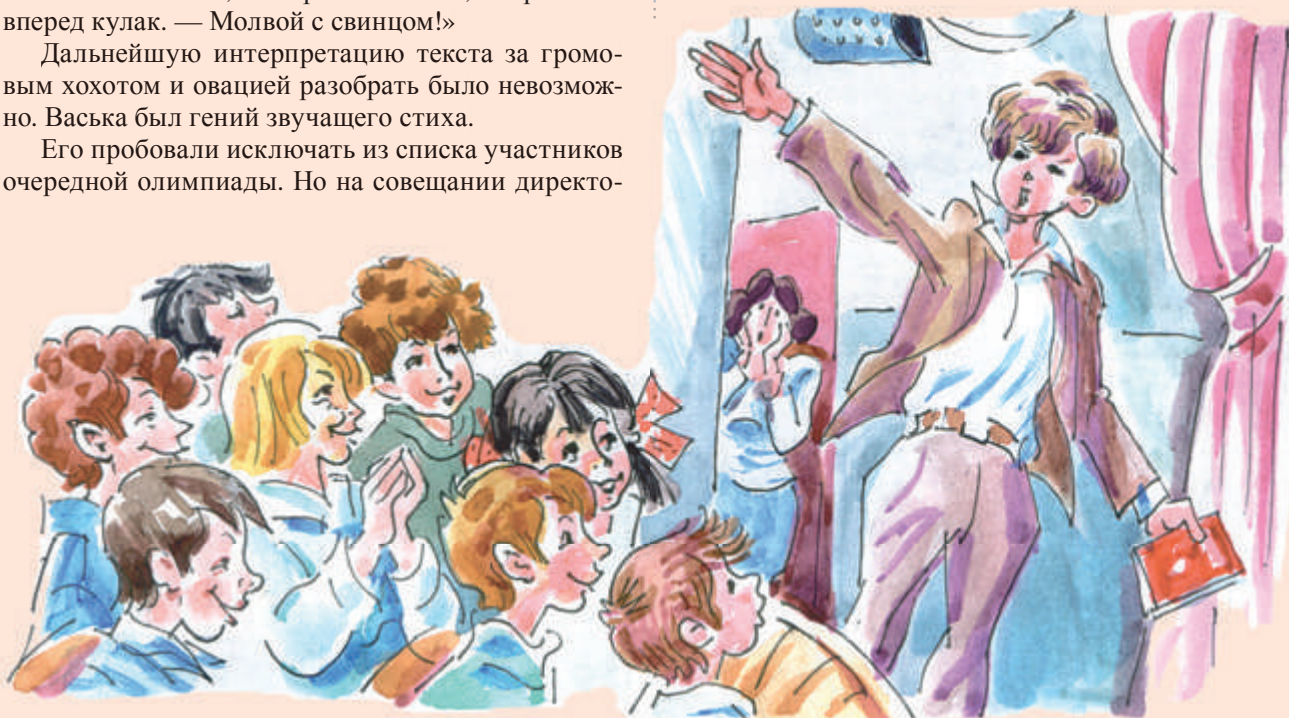 вперед кулак. — Молвой с свинцом!»
Дальнейшую интерпретацию текста за громо-
вым хохотом и овацией разобрать было невозмож-
но. Васька был гений звучащего стиха.
Его пробовали исключать из списка участников
очередной олимпиады. Но на совещании директо-